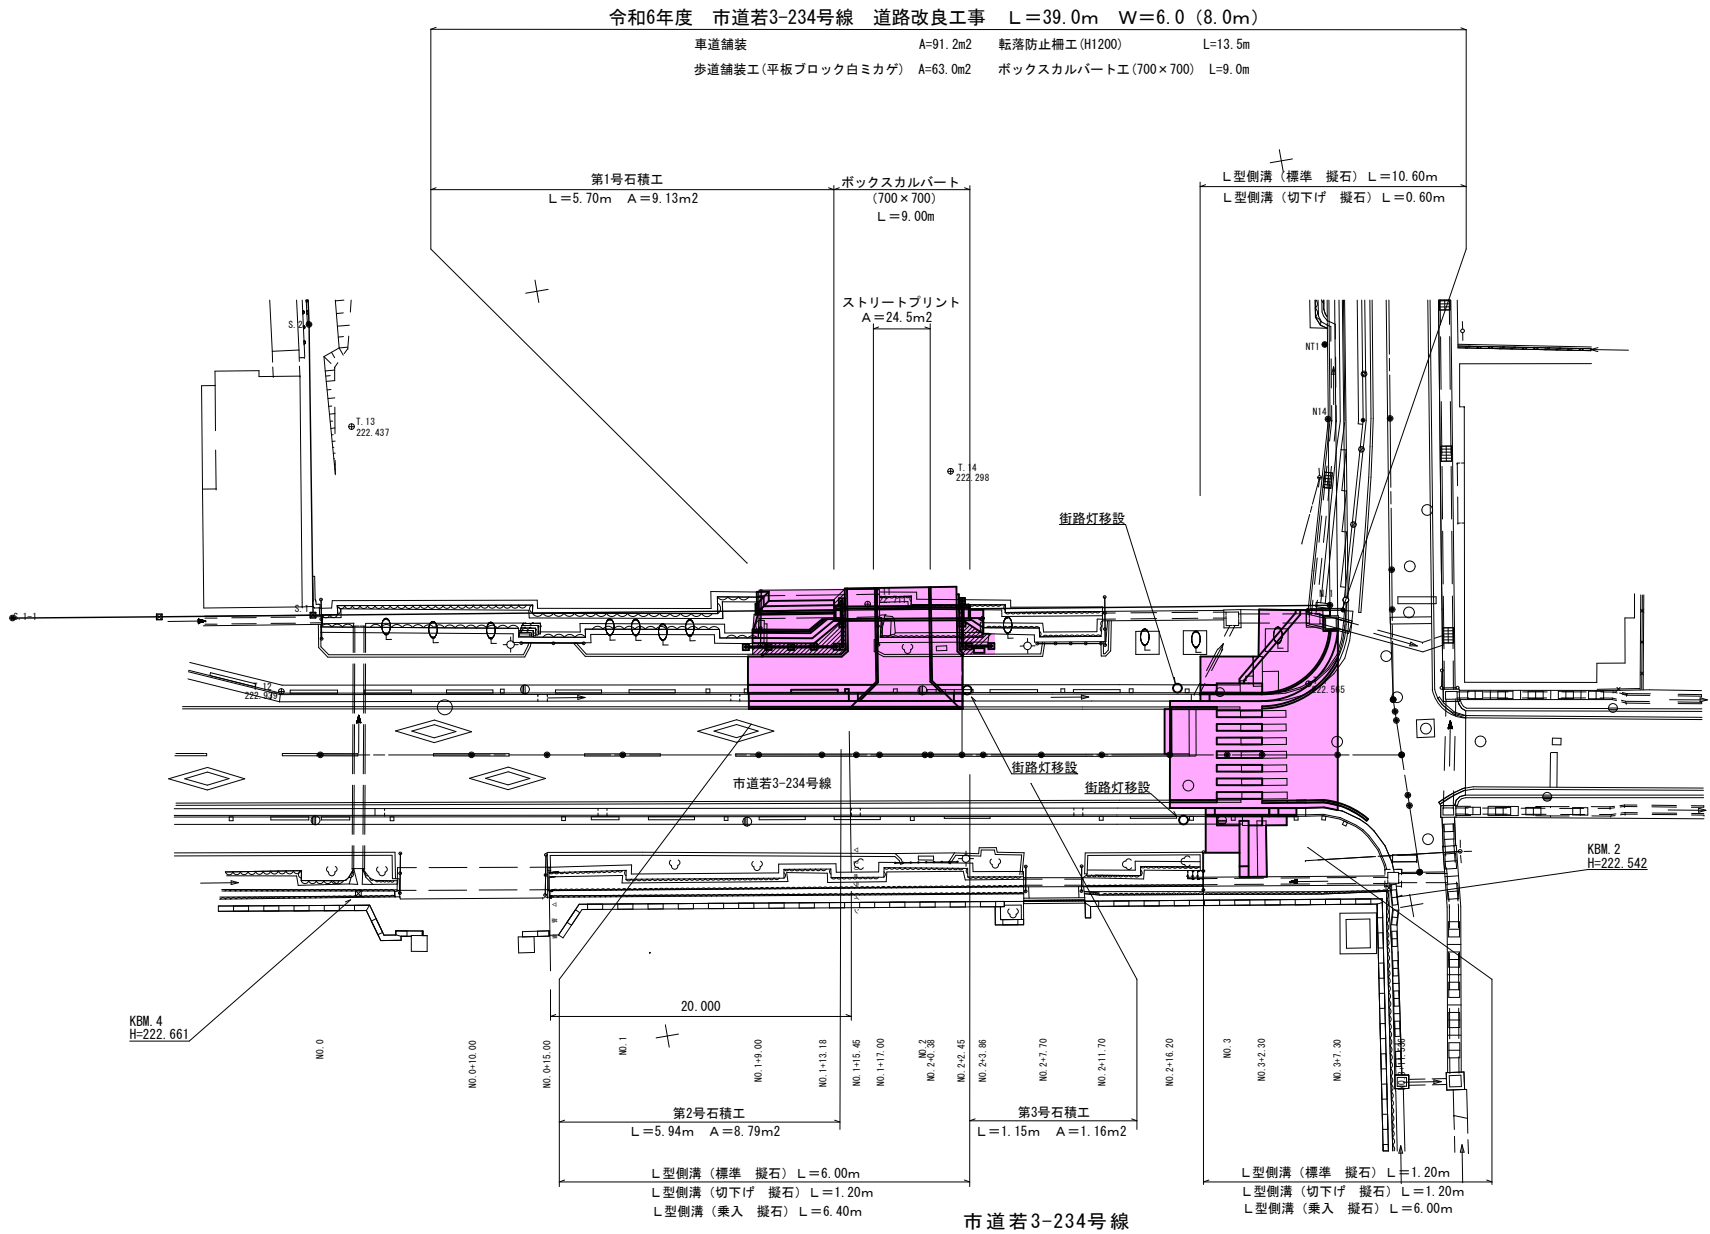 令和6年度　市道若3-234号線　道路改良工事　Ｌ＝39.0ｍ　Ｗ＝6.0（8.0ｍ）
車道舗装　A=91.2m2　転落防止柵工(H1200)　L=13.5m
歩道舗装工(平板ブロック白ミカゲ)　A=63.0m2　ボックスカルバート工(700×700)　L=9.0m
第1号石積工
Ｌ＝5.70ｍ　Ａ＝9.13ｍ2
ボックスカルバート
(700×700)
Ｌ＝9.00m
Ｌ型側溝（標準　擬石）Ｌ＝10.60ｍ
Ｌ型側溝（切下げ　擬石）Ｌ＝0.60ｍ
ストリートプリント
Ａ＝24.5ｍ2
S.2
NT1
N14
T.13
222.437
T.14
222.298
街路灯移設
S.1-1
S.1
T.12
222.565
街路灯移設
市道若3-234号線
街路灯移設
KBM.2
H=222.542
20.000
KBM.4
H=222.661
NO.0
NO.0+10.00
NO.0+15.00
NO.1
NO.1+9.00
NO.1+13.18
NO.1+15.45
NO.1+17.00
NO.2
NO.2+0.38
NO.2+2.45
NO.2+3.86
NO.2+7.70
NO.2+11.70
NO.2+16.20
NO.3
NO.3+2.30
NO.3+7.30
第2号石積工
Ｌ＝5.94ｍ　Ａ＝8.79ｍ2
第3号石積工
Ｌ＝1.15ｍ　Ａ＝1.16ｍ2
Ｌ型側溝（標準　擬石）Ｌ＝6.00ｍ
Ｌ型側溝（切下げ　擬石）Ｌ＝1.20ｍ
Ｌ型側溝（乗入　擬石）Ｌ＝6.40ｍ
Ｌ型側溝（標準　擬石）Ｌ＝1.20ｍ
Ｌ型側溝（切下げ　擬石）Ｌ＝1.20ｍ
Ｌ型側溝（乗入　擬石）Ｌ＝6.00ｍ
市道若3-234号線